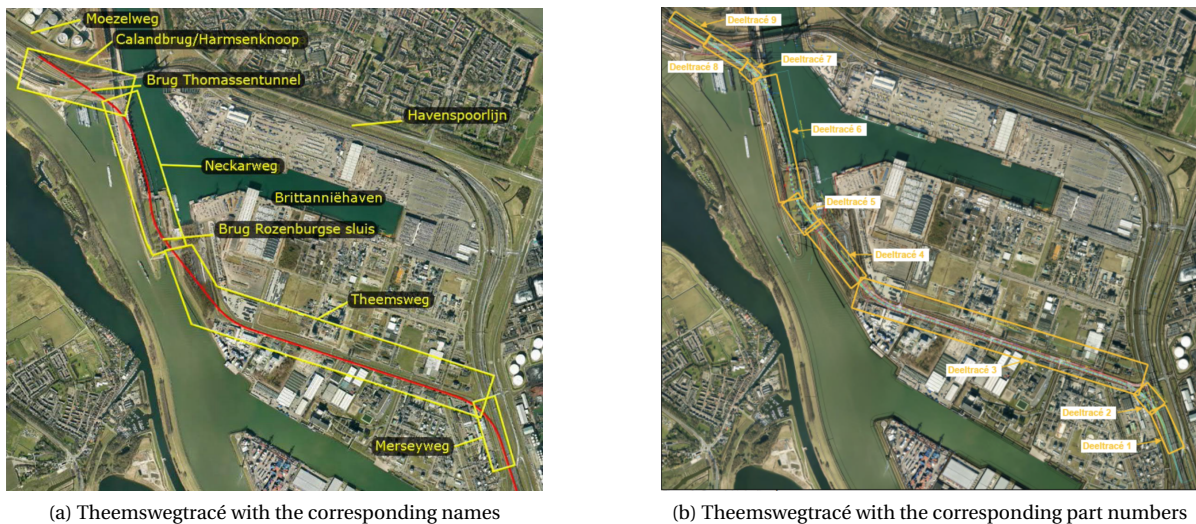 Moezelweg
Calandbrug/Harmsenknoop
Brug Thomassentunnel
Havenspoorlijn
Neckarweg
Brittanniëhaven
Brug Rozenburgse sluis
Theemsweg
Merseyweg
(a) Theemswegtracé with the corresponding names
Deeltracé 9
Deeltracé 7
Deeltracé 8
Deeltracé 6
Deeltracé 5
Deeltracé 4
Deeltracé 3
Deeltracé 2
Deeltracé 1
(b) Theemswegtracé with the corresponding part numbers